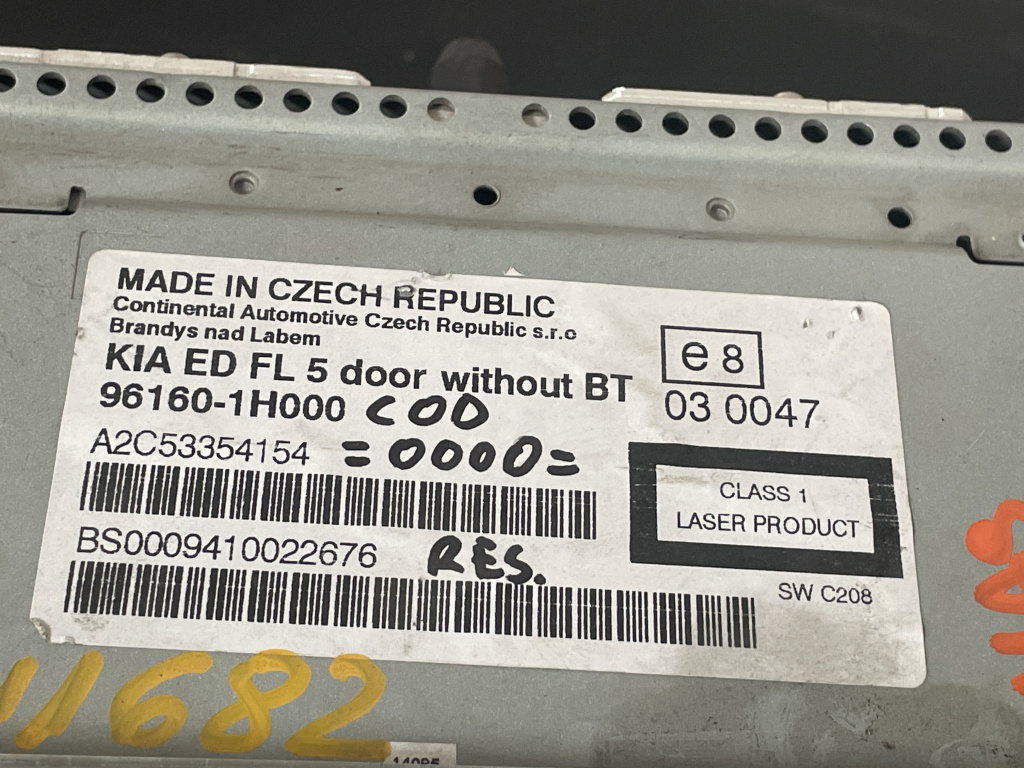 MADE IN CZECH REPUBLIC
Continental Automotive Czech Republic s.r.o
Brandys nad Labem
KIA ED FL 5 door without BT
96160-1H000 COD
A2C53354154 =0000=
BS0009410022676 RES.
e8
03 0047
CLASS 1
LASER PRODUCT
SW C208
11682